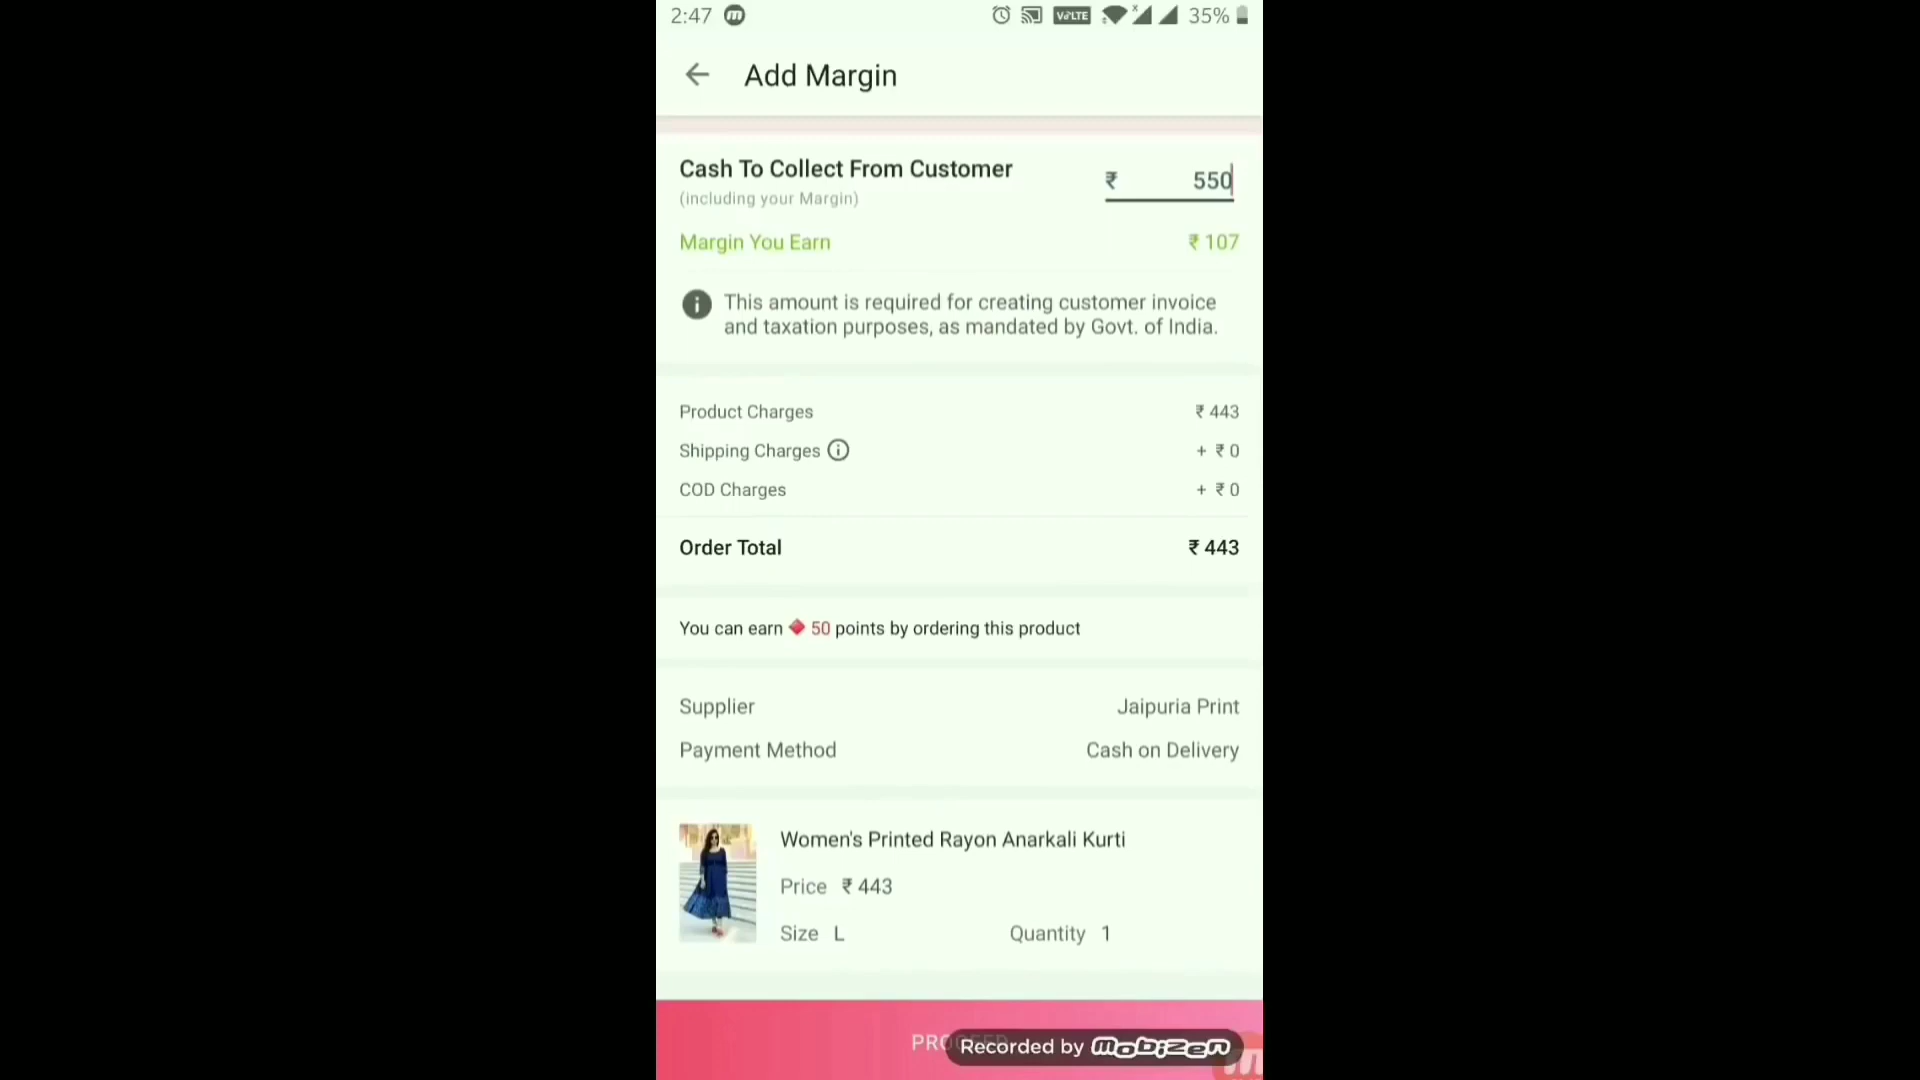 2:47
VoLTE
35%
Add Margin
Cash To Collect From Customer
₹ 550
(including your Margin)
Margin You Earn ₹ 107
This amount is required for creating customer invoice
and taxation purposes, as mandated by Govt. of India.
Product Charges ₹ 443
Shipping Charges + ₹ 0
COD Charges + ₹ 0
Order Total ₹ 443
You can earn 50 points by ordering this product
Supplier Jaipuria Print
Payment Method Cash on Delivery
Women's Printed Rayon Anarkali Kurti
Price ₹ 443
Size L Quantity 1
PROCEED
Recorded by mobizen